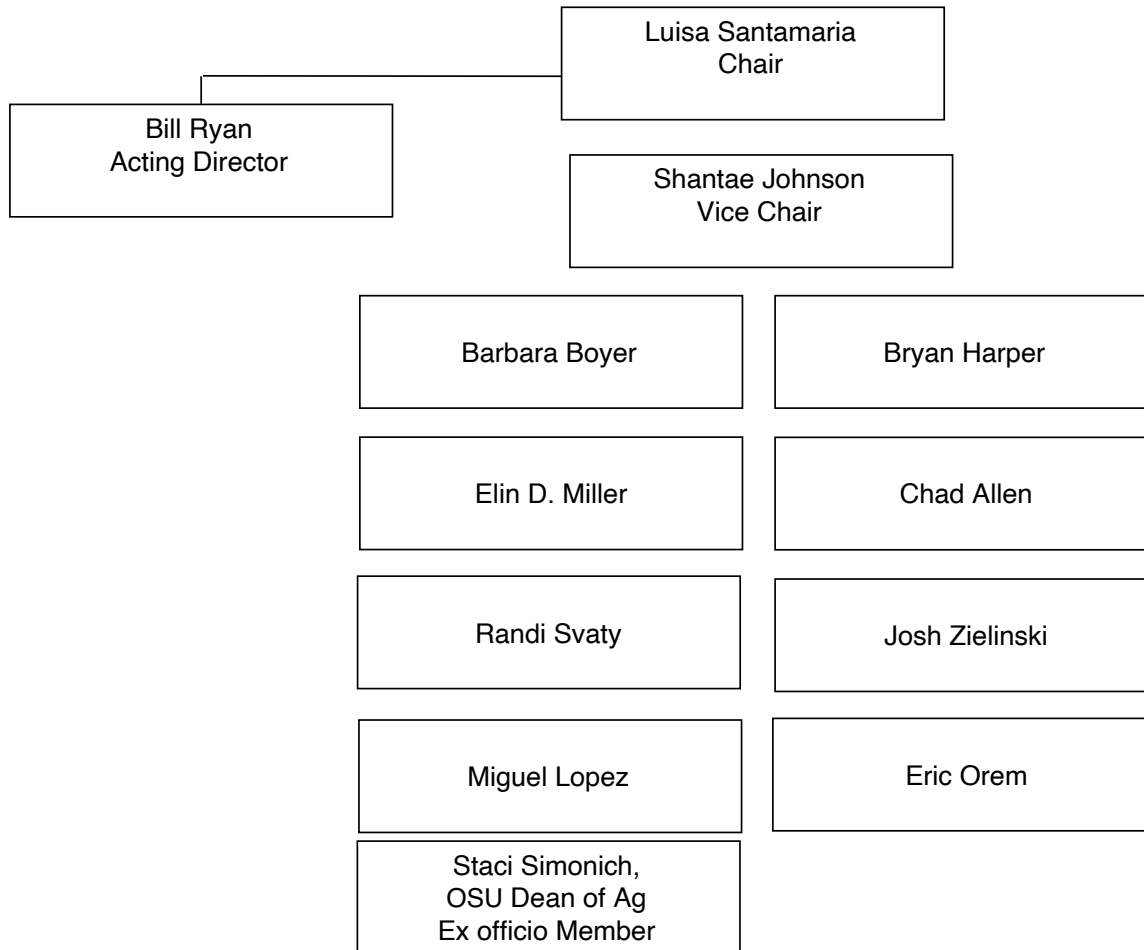 Luisa Santamaria
Chair
Bill Ryan
Acting Director
Shantae Johnson
Vice Chair
Barbara Boyer
Bryan Harper
Elin D. Miller
Chad Allen
Randi Svaty
Josh Zielinski
Miguel Lopez
Eric Orem
Staci Simonich,
OSU Dean of Ag
Ex officio Member